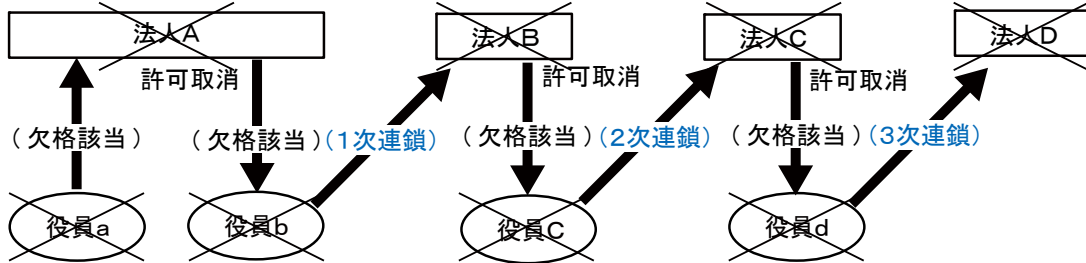 法人A
法人B
法人C
法人D
許可取消
許可取消
許可取消
(欠格該当)
(欠格該当)
(1次連鎖)
(欠格該当)
(2次連鎖)
(欠格該当)
(3次連鎖)
役員a
役員b
役員C
役員d